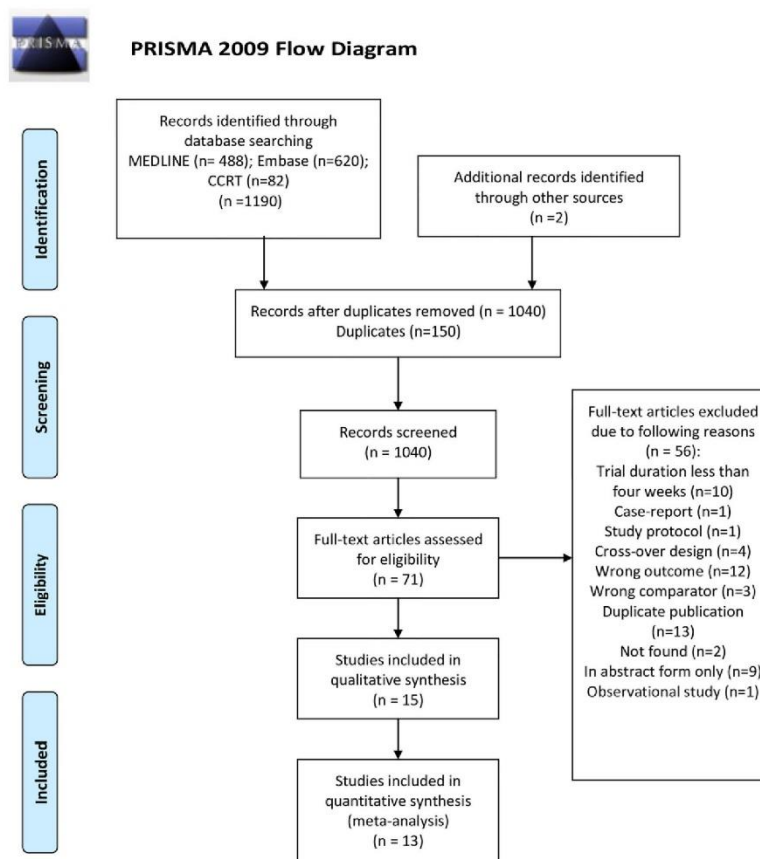 PRISMA
PRISMA 2009 Flow Diagram
Identification
Records identified through
database searching
MEDLINE (n= 488); Embase (n=620);
CCRT (n=82)
(n =1190)
Additional records identified
through other sources
(n =2)
Records after duplicates removed (n = 1040)
Duplicates (n=150)
Screening
Records screened
(n = 1040)
Full-text articles excluded
due to following reasons
(n = 56):
Trial duration less than
four weeks (n=10)
Case-report (n=1)
Study protocol (n=1)
Cross-over design (n=4)
Wrong outcome (n=12)
Wrong comparator (n=3)
Duplicate publication
(n=13)
Not found (n=2)
In abstract form only (n=9)
Observational study (n=1)
Eligibility
Full-text articles assessed
for eligibility
(n = 71)
Studies included in
qualitative synthesis
(n = 15)
Included
Studies included in
quantitative synthesis
(meta-analysis)
(n = 13)